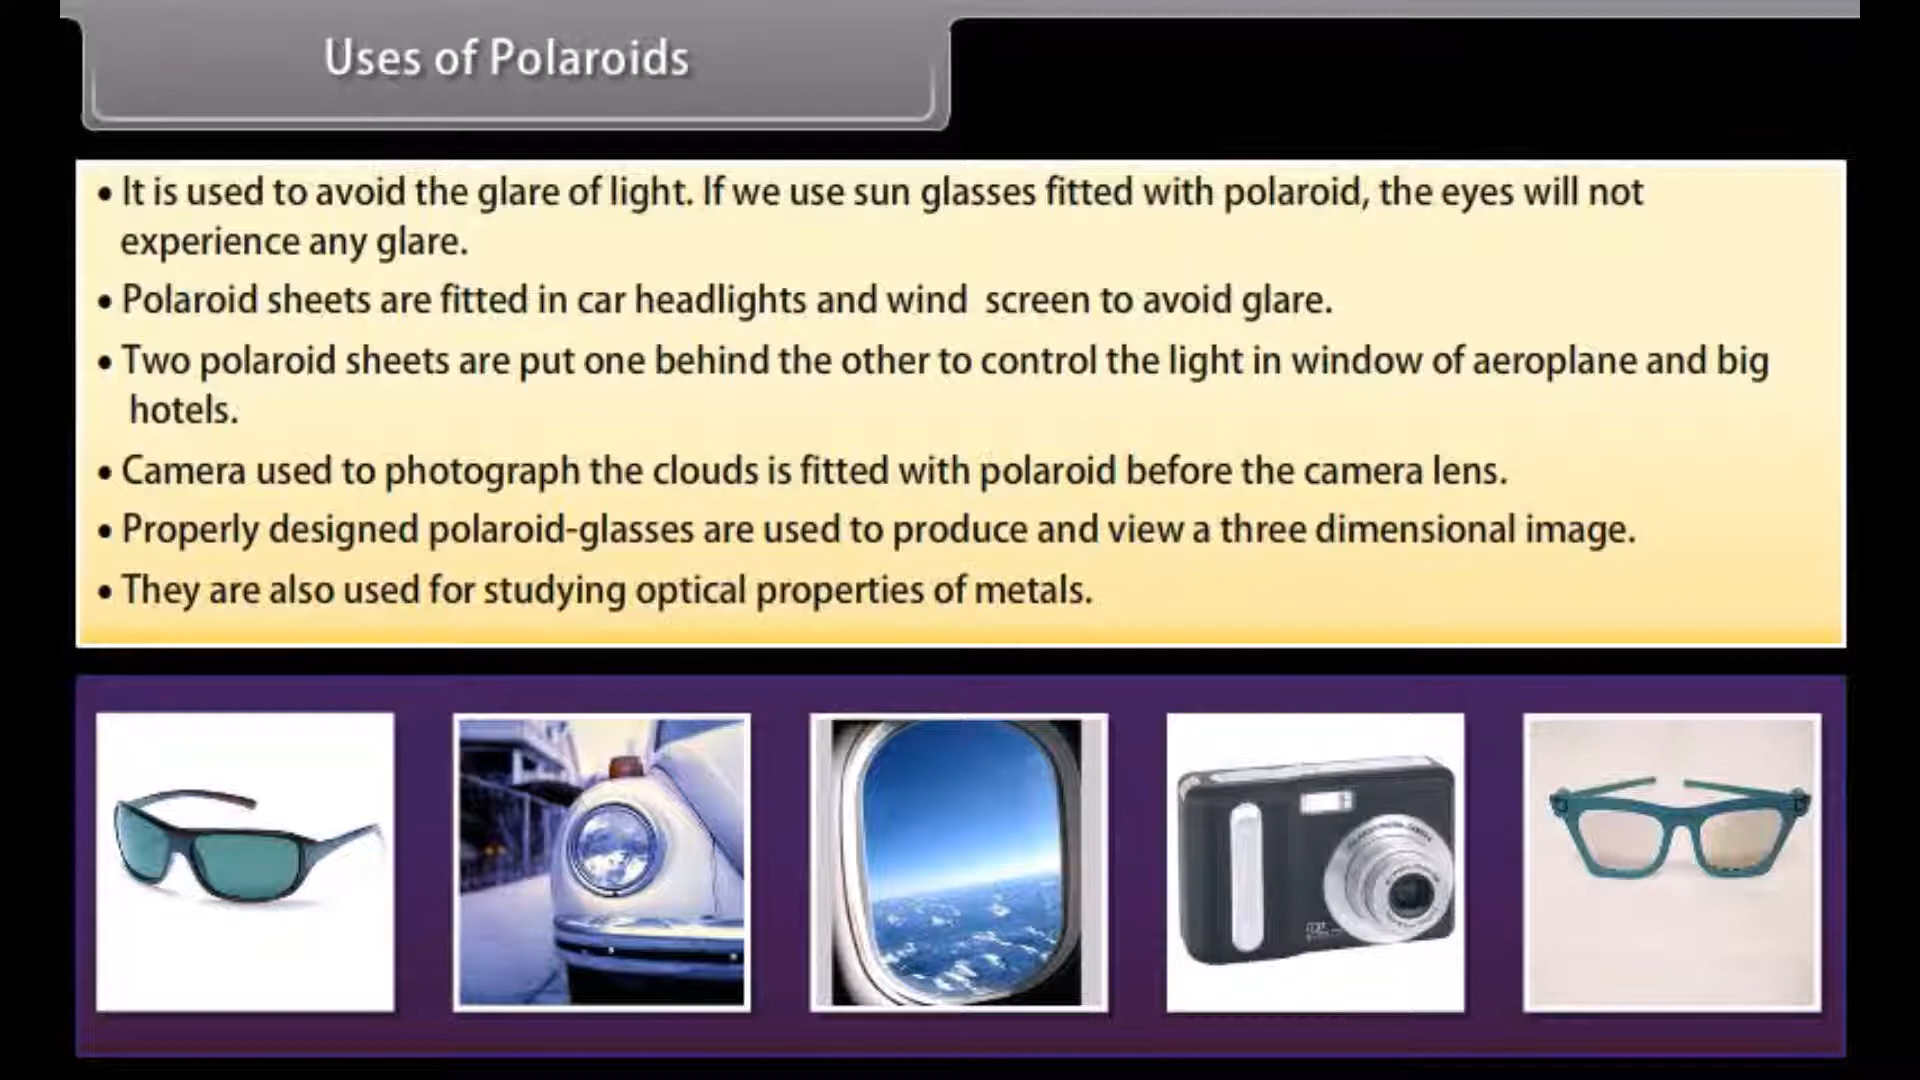 Uses of Polaroids
• It is used to avoid the glare of light. If we use sun glasses fitted with polaroid, the eyes will not
experience any glare.
• Polaroid sheets are fitted in car headlights and wind screen to avoid glare.
• Two polaroid sheets are put one behind the other to control the light in window of aeroplane and big
hotels.
• Camera used to photograph the clouds is fitted with polaroid before the camera lens.
• Properly designed polaroid-glasses are used to produce and view a three dimensional image.
• They are also used for studying optical properties of metals.